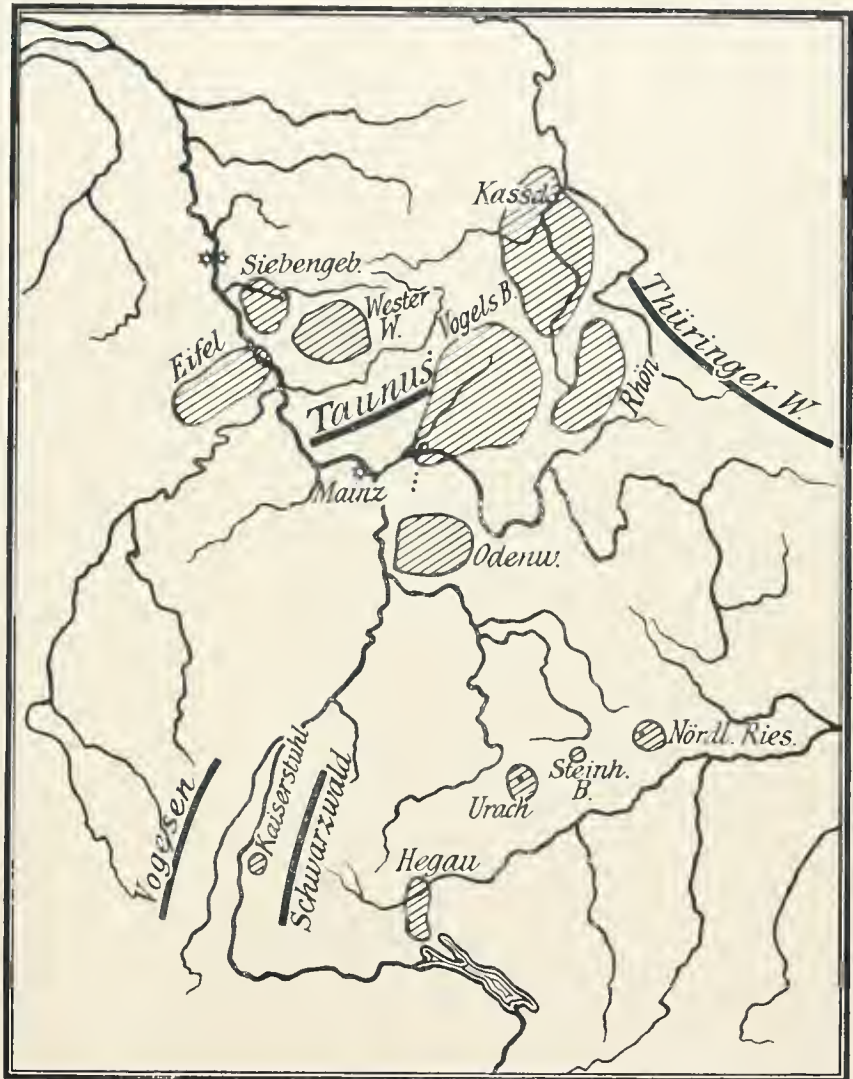 Kassel
Siebengeb.
Wester
W.
Vogels B.
Thüringer W.
Eifel
Taunus
Rhön
Mainz
Odenw.
Nördl. Ries.
Steinh.
B.
Urach
Kaiserstuhl
Vogesen
Schwarzwald
Hegau